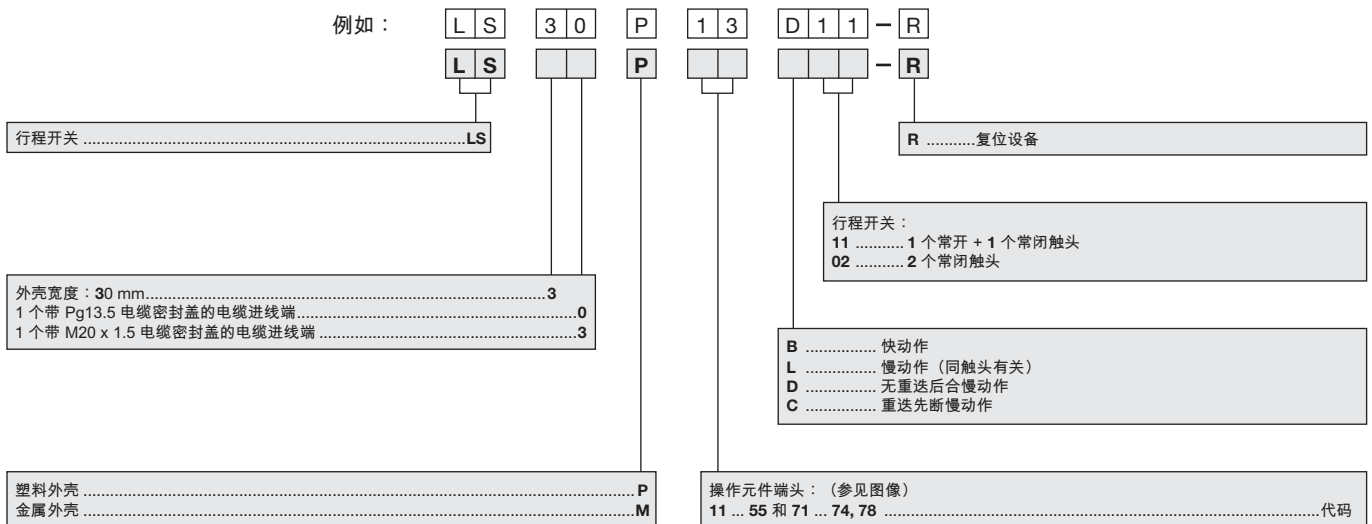 例如： L S 3 0 P 1 3 D 1 1 – R
L S P – R
行程开关 ........................................................................LS
R ...........复位设备
行程开关：
11 ........... 1 个常开 + 1 个常闭触头
02 ........... 2 个常闭触头
外壳宽度：30 mm...........................................................................3
1 个带 Pg13.5 电缆密封盖的电缆进线端.....................................................0
1 个带 M20 x 1.5 电缆密封盖的电缆进线端 ................................................3
B ................ 快动作
L ................ 慢动作（同触头有关）
D ................ 无重迭后合慢动作
C ................ 重迭先断慢动作
塑料外壳 .......................................................................................................P
金属外壳 .......................................................................................................M
操作元件端头：（参见图像）
11 ... 55 和 71 ... 74, 78 ..................................................................................代码